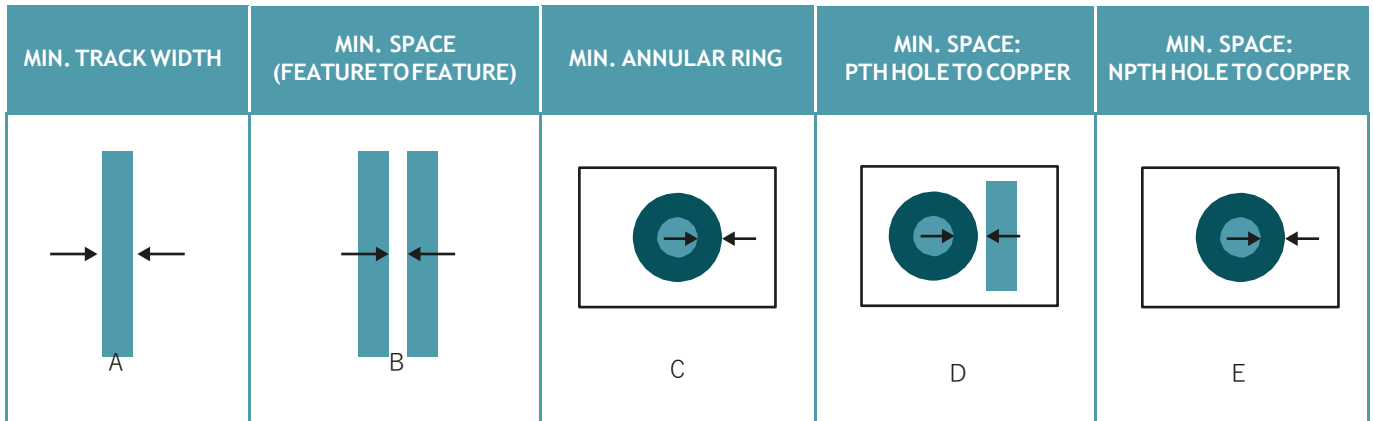 MIN. TRACK WIDTH
MIN. SPACE
(FEATURE TO FEATURE)
MIN. ANNULAR RING
MIN. SPACE:
PTH HOLE TO COPPER
MIN. SPACE:
NPTH HOLE TO COPPER
A
B
C
D
E